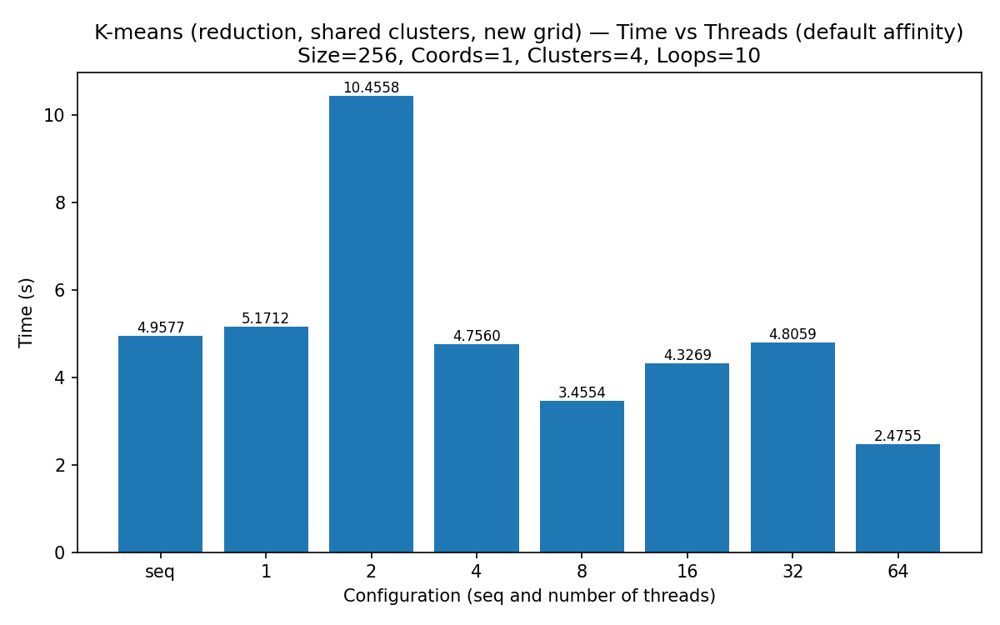 K-means (reduction, shared clusters, new grid) — Time vs Threads (default affinity)
Size=256, Coords=1, Clusters=4, Loops=10
Time (s)
10
8
6
4
2
0
4.9577
5.1712
10.4558
4.7560
3.4554
4.3269
4.8059
2.4755
seq 1 2 4 8 16 32 64
Configuration (seq and number of threads)